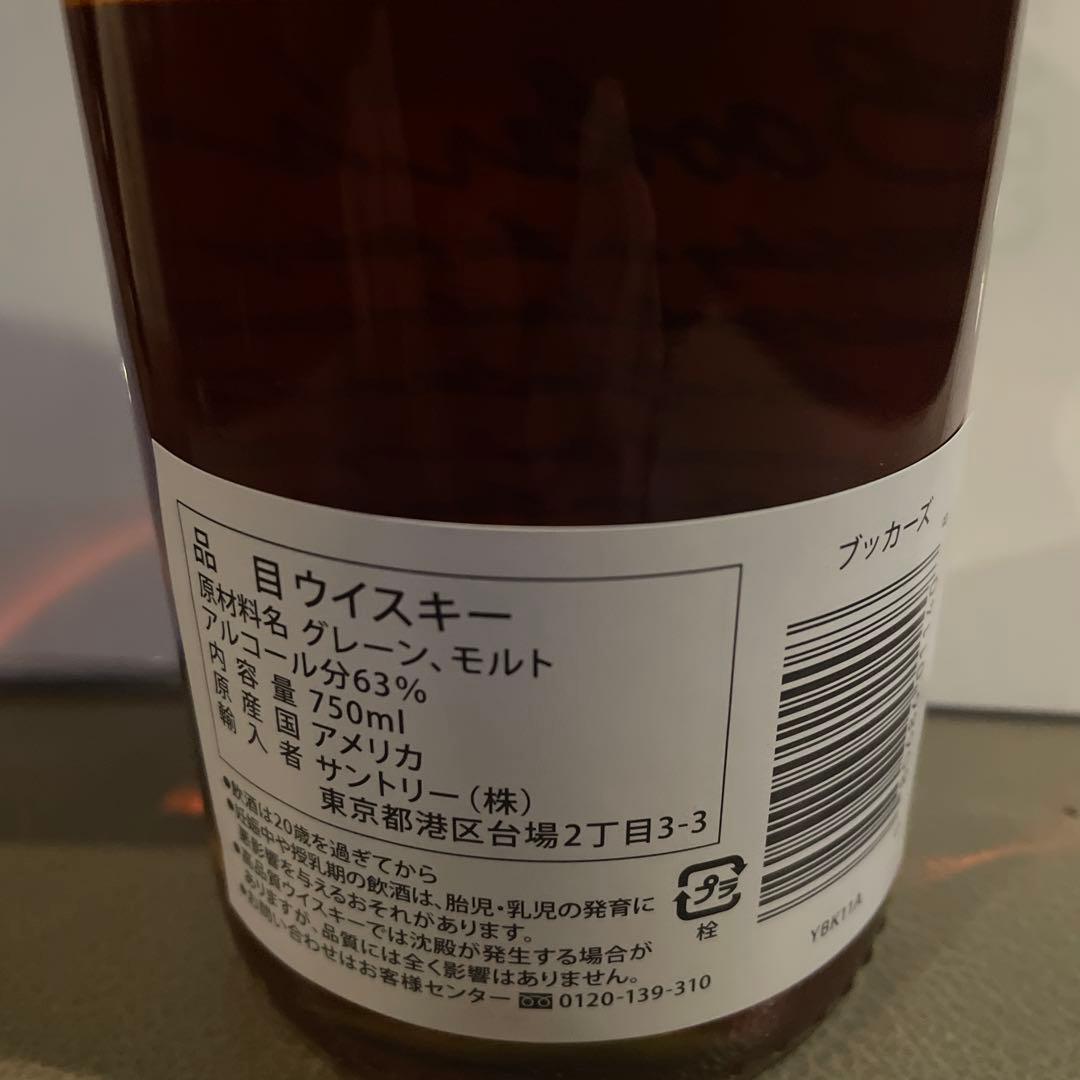 品目ウイスキー
原材料名 グレーン、モルト
アルコール分63%
内容量 750ml
原産国 アメリカ
輸入者 サントリー(株)
東京都港区台場2丁目3-3
●飲酒は20歳を過ぎてから
●妊娠中や授乳期の飲酒は、胎児・乳児の発育に
悪影響を与えるおそれがあります。
●高品質ウイスキーでは沈殿が発生する場合が
ありますが、品質には全く影響はありません。
●お問い合わせはお客様センター 0120-139-310
プラ
栓
ブッカーズ
YBK11A